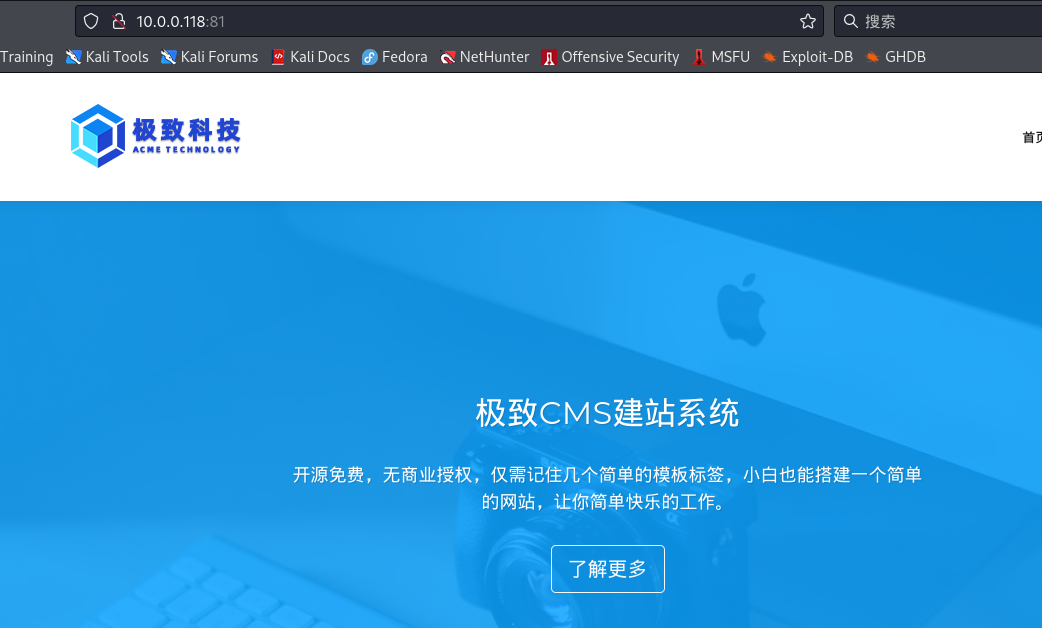 10.0.0.118:81
搜索
Training Kali Tools Kali Forums Kali Docs Fedora NetHunter Offensive Security MSFU Exploit-DB GHDB
极致科技
ACME TECHNOLOGY
首页
极致CMS建站系统
开源免费，无商业授权，仅需记住几个简单的模板标签，小白也能搭建一个简单
的网站，让你简单快乐的工作。
了解更多